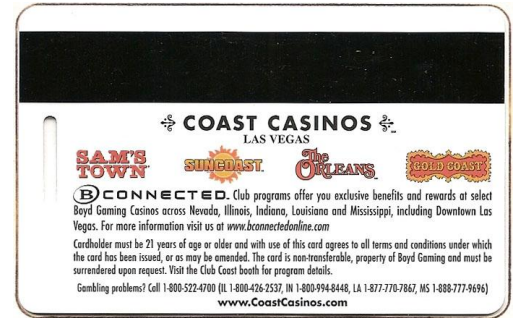 COAST CASINOS
LAS VEGAS
SAM'S TOWN SUNCOAST. The ORLEANS GOLD COAST
B CONNECTED. Club programs offer you exclusive benefits and rewards at select
Boyd Gaming Casinos across Nevada, Illinois, Indiana, Louisiana and Mississippi, including Downtown Las
Vegas. For more information visit us at www.bconnectedonline.com
Cardholder must be 21 years of age or older and with use of this card agrees to all terms and conditions under which
the card has been issued, or as may be amended. The card is non-transferable, property of Boyd Gaming and must be
surrendered upon request. Visit the Club Coast booth for program details.
Gambling problems? Call 1-800-522-4700 (IL 1-800-426-2537, IN 1-800-994-8448, LA 1-877-770-7867, MS 1-888-777-9696)
www.CoastCasinos.com